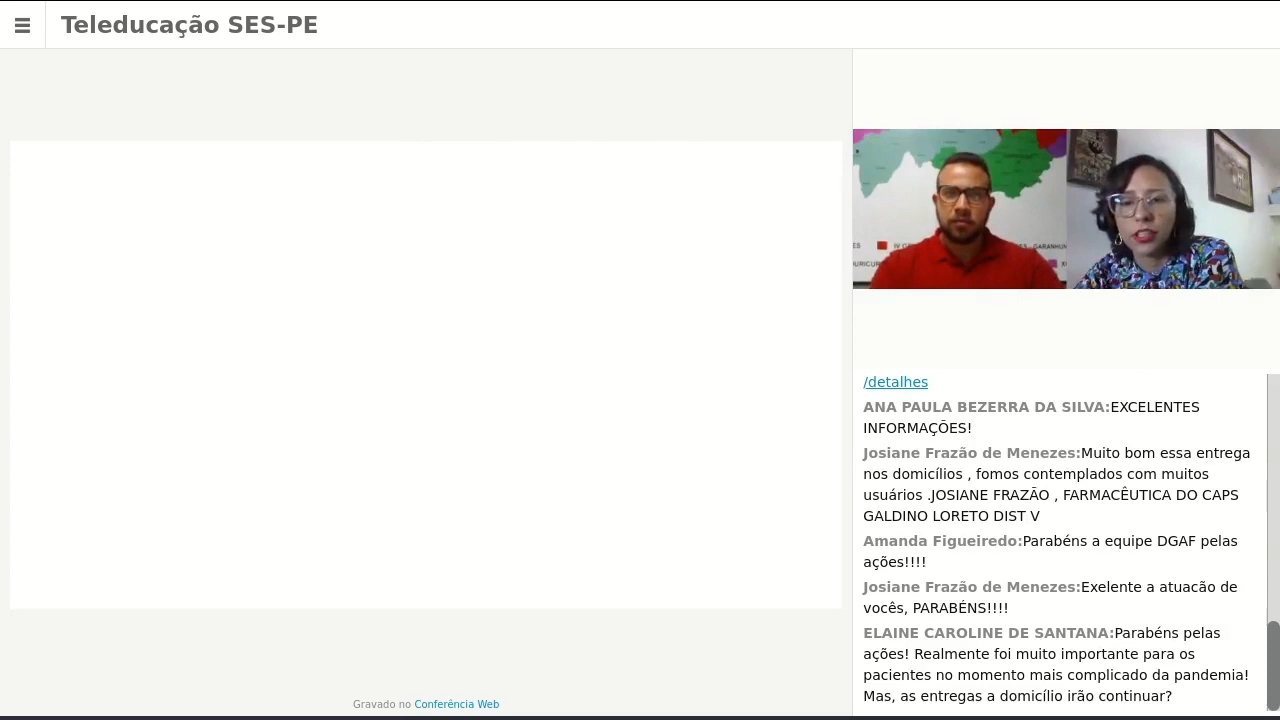 Teleducação SES-PE
/detalhes
ANA PAULA BEZERRA DA SILVA:EXCELENTES
INFORMAÇÕES!
Josiane Frazão de Menezes:Muito bom essa entrega
nos domicílios , fomos contemplados com muitos
usuários .JOSIANE FRAZÃO , FARMACÊUTICA DO CAPS
GALDINO LORETO DIST V
Amanda Figueiredo:Parabéns a equipe DGAF pelas
ações!!!!
Josiane Frazão de Menezes:Exelente a atuacão de
vocês, PARABÉNS!!!!
ELAINE CAROLINE DE SANTANA:Parabéns pelas
ações! Realmente foi muito importante para os
pacientes no momento mais complicado da pandemia!
Mas, as entregas a domicílio irão continuar?
Gravado no Conferência Web